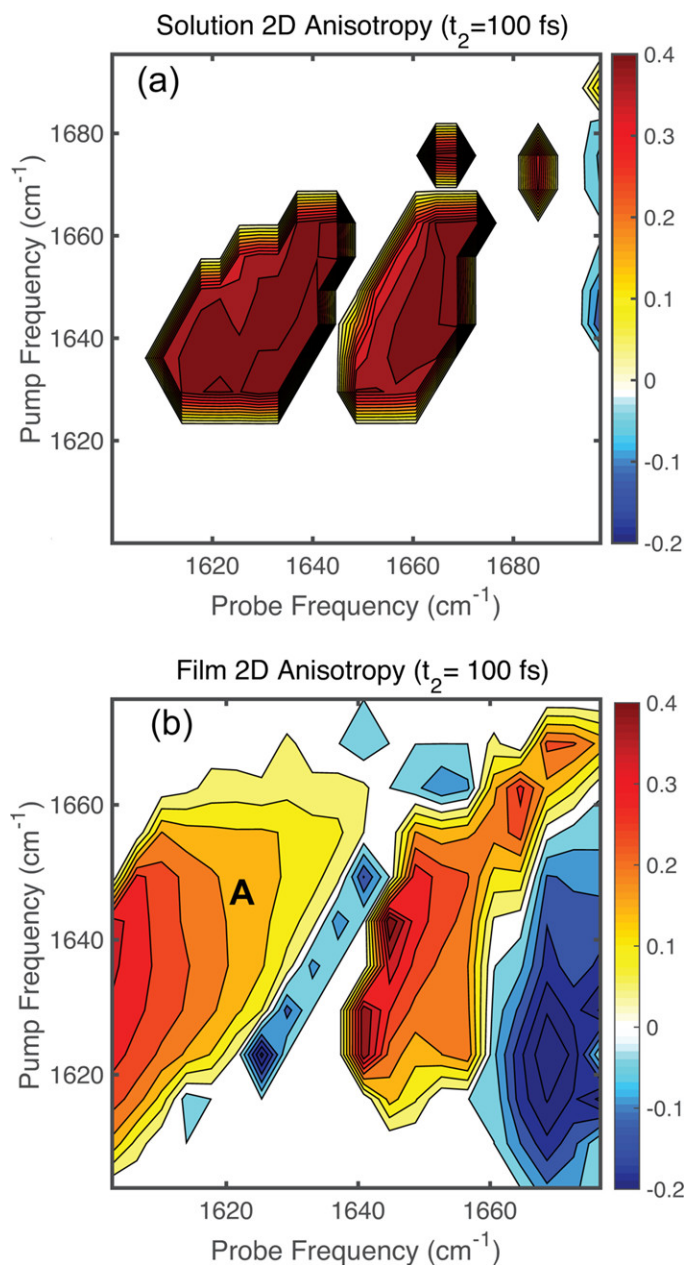 Solution 2D Anisotropy (t2=100 fs)
(a)
0.4
0.3
0.2
0.1
0
-0.1
-0.2
1680
1660
1640
1620
Pump Frequency (cm-1)
1620 1640 1660 1680
Probe Frequency (cm-1)
Film 2D Anisotropy (t2= 100 fs)
(b)
A
0.4
0.3
0.2
0.1
0
-0.1
-0.2
1660
1640
1620
Pump Frequency (cm-1)
1620 1640 1660
Probe Frequency (cm-1)